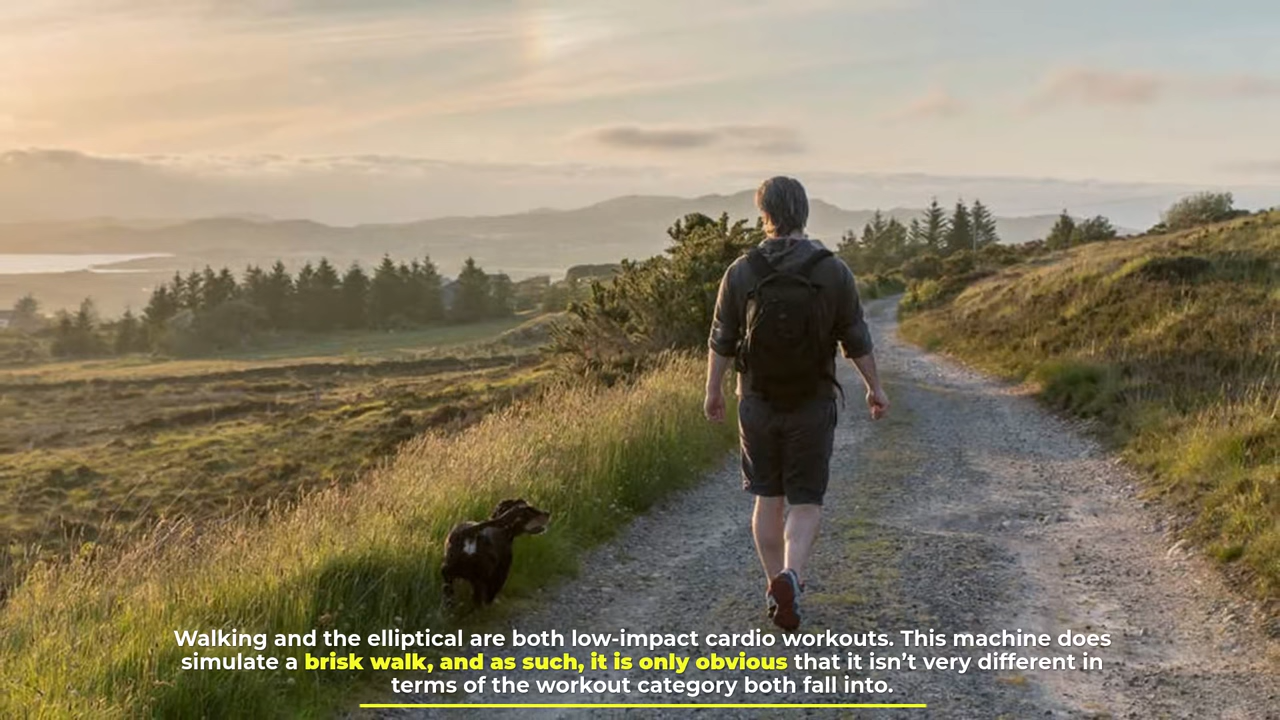 Walking and the elliptical are both low-impact cardio workouts. This machine does
simulate a brisk walk, and as such, it is only obvious that it isn’t very different in
terms of the workout category both fall into.